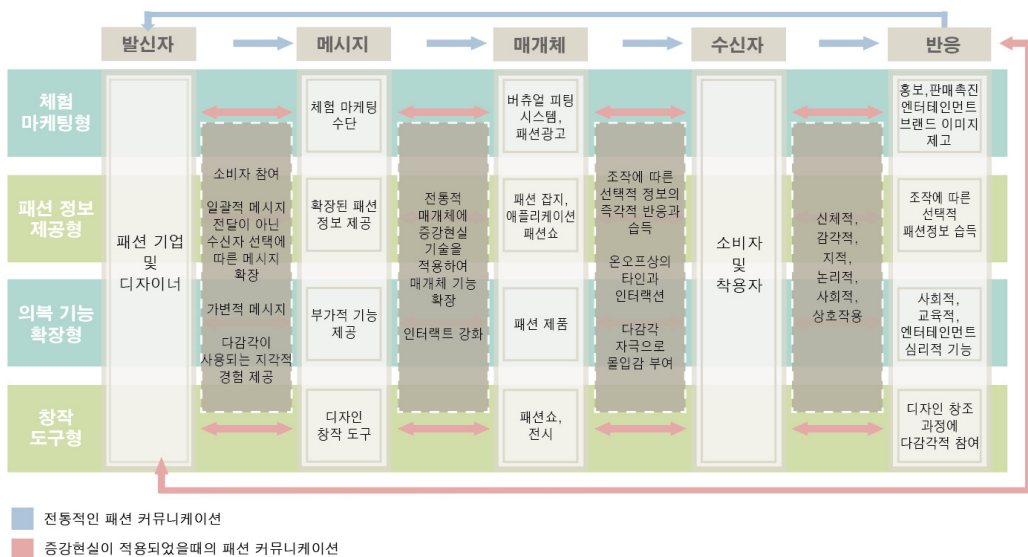 발신자
메시지
매개체
수신자
반응
체험
마케팅형
패션 정보
제공형
의복 기능
확장형
창작
도구형
패션 기업
및
디자이너
소비자 참여
일괄적 메시지
전달이 아닌
수신자 선택에
따른 메시지
확장
가변적 메시지
다감각이
사용되는 지각적
경험 제공
체험 마케팅
수단
확장된 패션
정보 제공
부가적 기능
제공
디자인
창작 도구
전통적
매개체에
증강현실
기술을
적용하여
매개체 기능
확장
인터랙트 강화
버츄얼 피팅
시스템,
패션광고
패션 잡지,
애플리케이션
패션쇼
패션 제품
패션쇼,
전시
조작에 따른
선택적 정보의
즉각적 반응과
습득
온오프상의
타인과
인터랙션
다감각
자극으로
몰입감 부여
소비자
및
착용자
신체적,
감각적,
지적,
논리적,
사회적,
상호작용
홍보,판매촉진
엔터테인먼트
브랜드 이미지
제고
조작에 따른
선택적
패션정보 습득
사회적,
교육적,
엔터테인먼트
심리적 기능
디자인 창조
과정에
다감각적 참여
전통적인 패션 커뮤니케이션
증강현실이 적용되었을때의 패션 커뮤니케이션